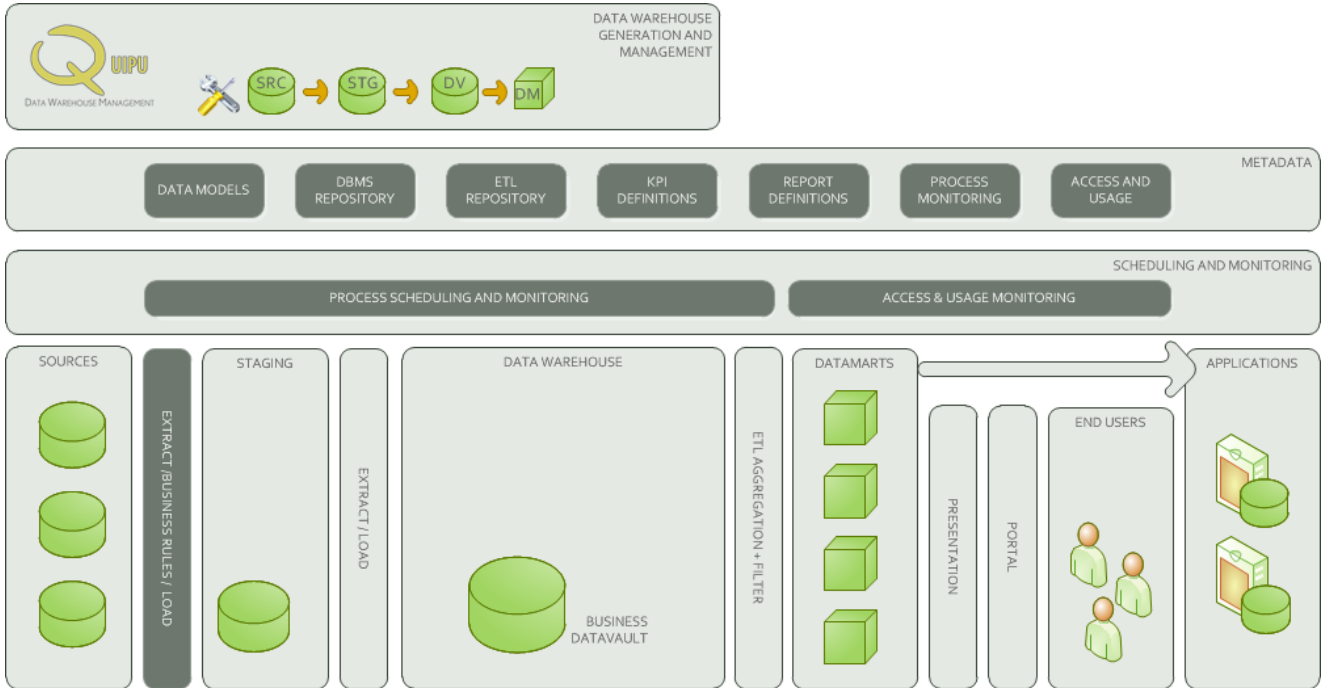 DATA WAREHOUSE
GENERATION AND
MANAGEMENT
QUIPU
DATA WAREHOUSE MANAGEMENT
SRC
STG
DV
DM
METADATA
DATA MODELS
DBMS
REPOSITORY
ETL
REPOSITORY
KPI
DEFINITIONS
REPORT
DEFINITIONS
PROCESS
MONITORING
ACCESS AND
USAGE
SCHEDULING AND MONITORING
PROCESS SCHEDULING AND MONITORING
ACCESS & USAGE MONITORING
SOURCES
EXTRACT /BUSINESS RULES / LOAD
STAGING
EXTRACT / LOAD
DATA WAREHOUSE
BUSINESS
DATAVAULT
ETL AGGREGATION + FILTER
DATAMARTS
PRESENTATION
PORTAL
END USERS
APPLICATIONS